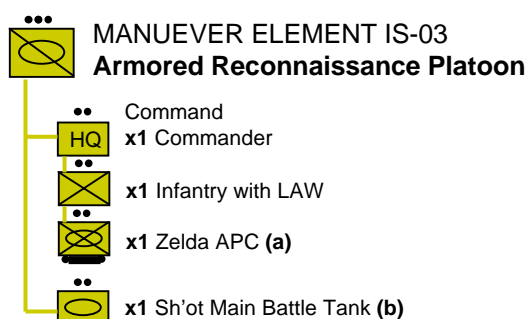 MANUEVER ELEMENT IS-03
Armored Reconnaissance Platoon
Command
HQ x1 Commander
x1 Infantry with LAW
x1 Zelda APC (a)
x1 Sh'ot Main Battle Tank (b)